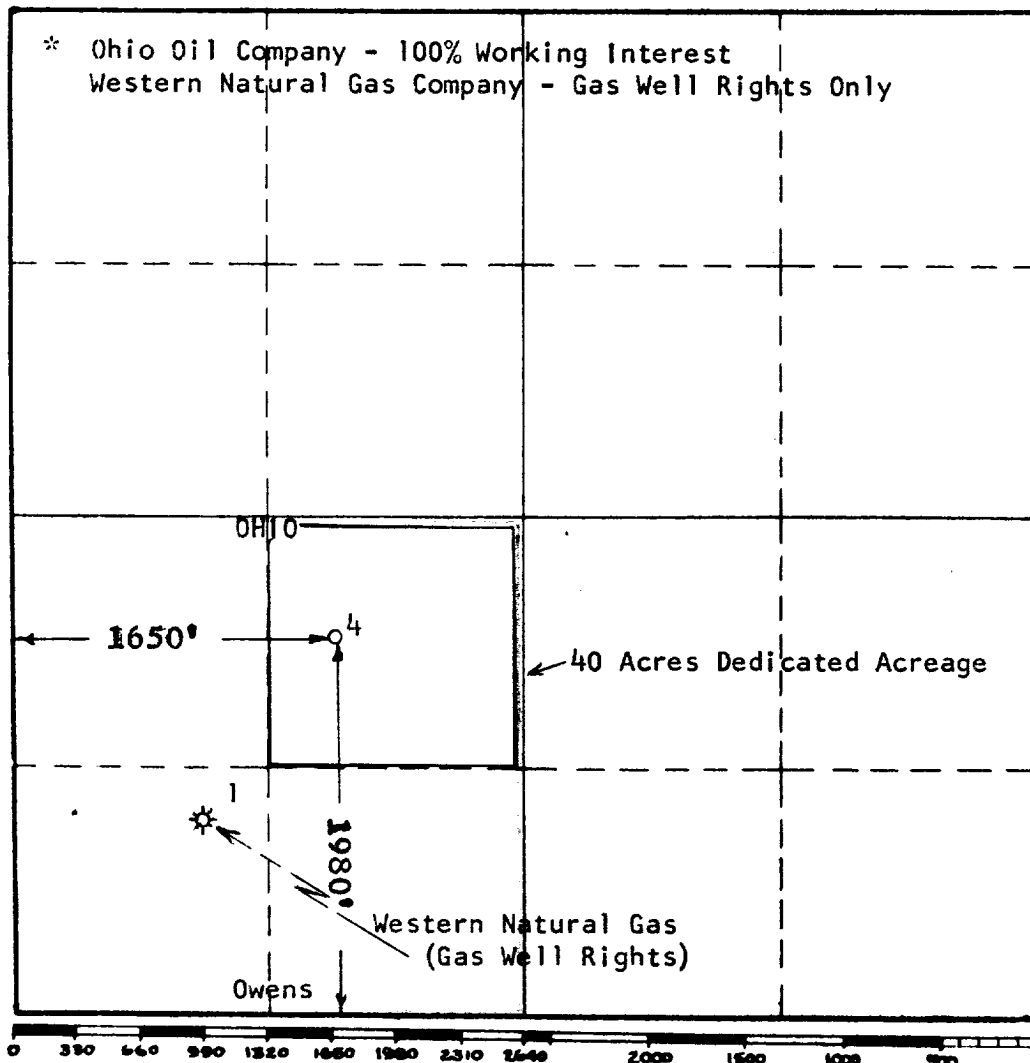 * Ohio Oil Company - 100% Working Interest
Western Natural Gas Company - Gas Well Rights Only
OHIO
4
1650'
40 Acres Dedicated Acreage
1
1980'
Western Natural Gas
(Gas Well Rights)
Owens
0 330 660 990 1320 1650 1980 2310 2640 2000 1500 1000 500